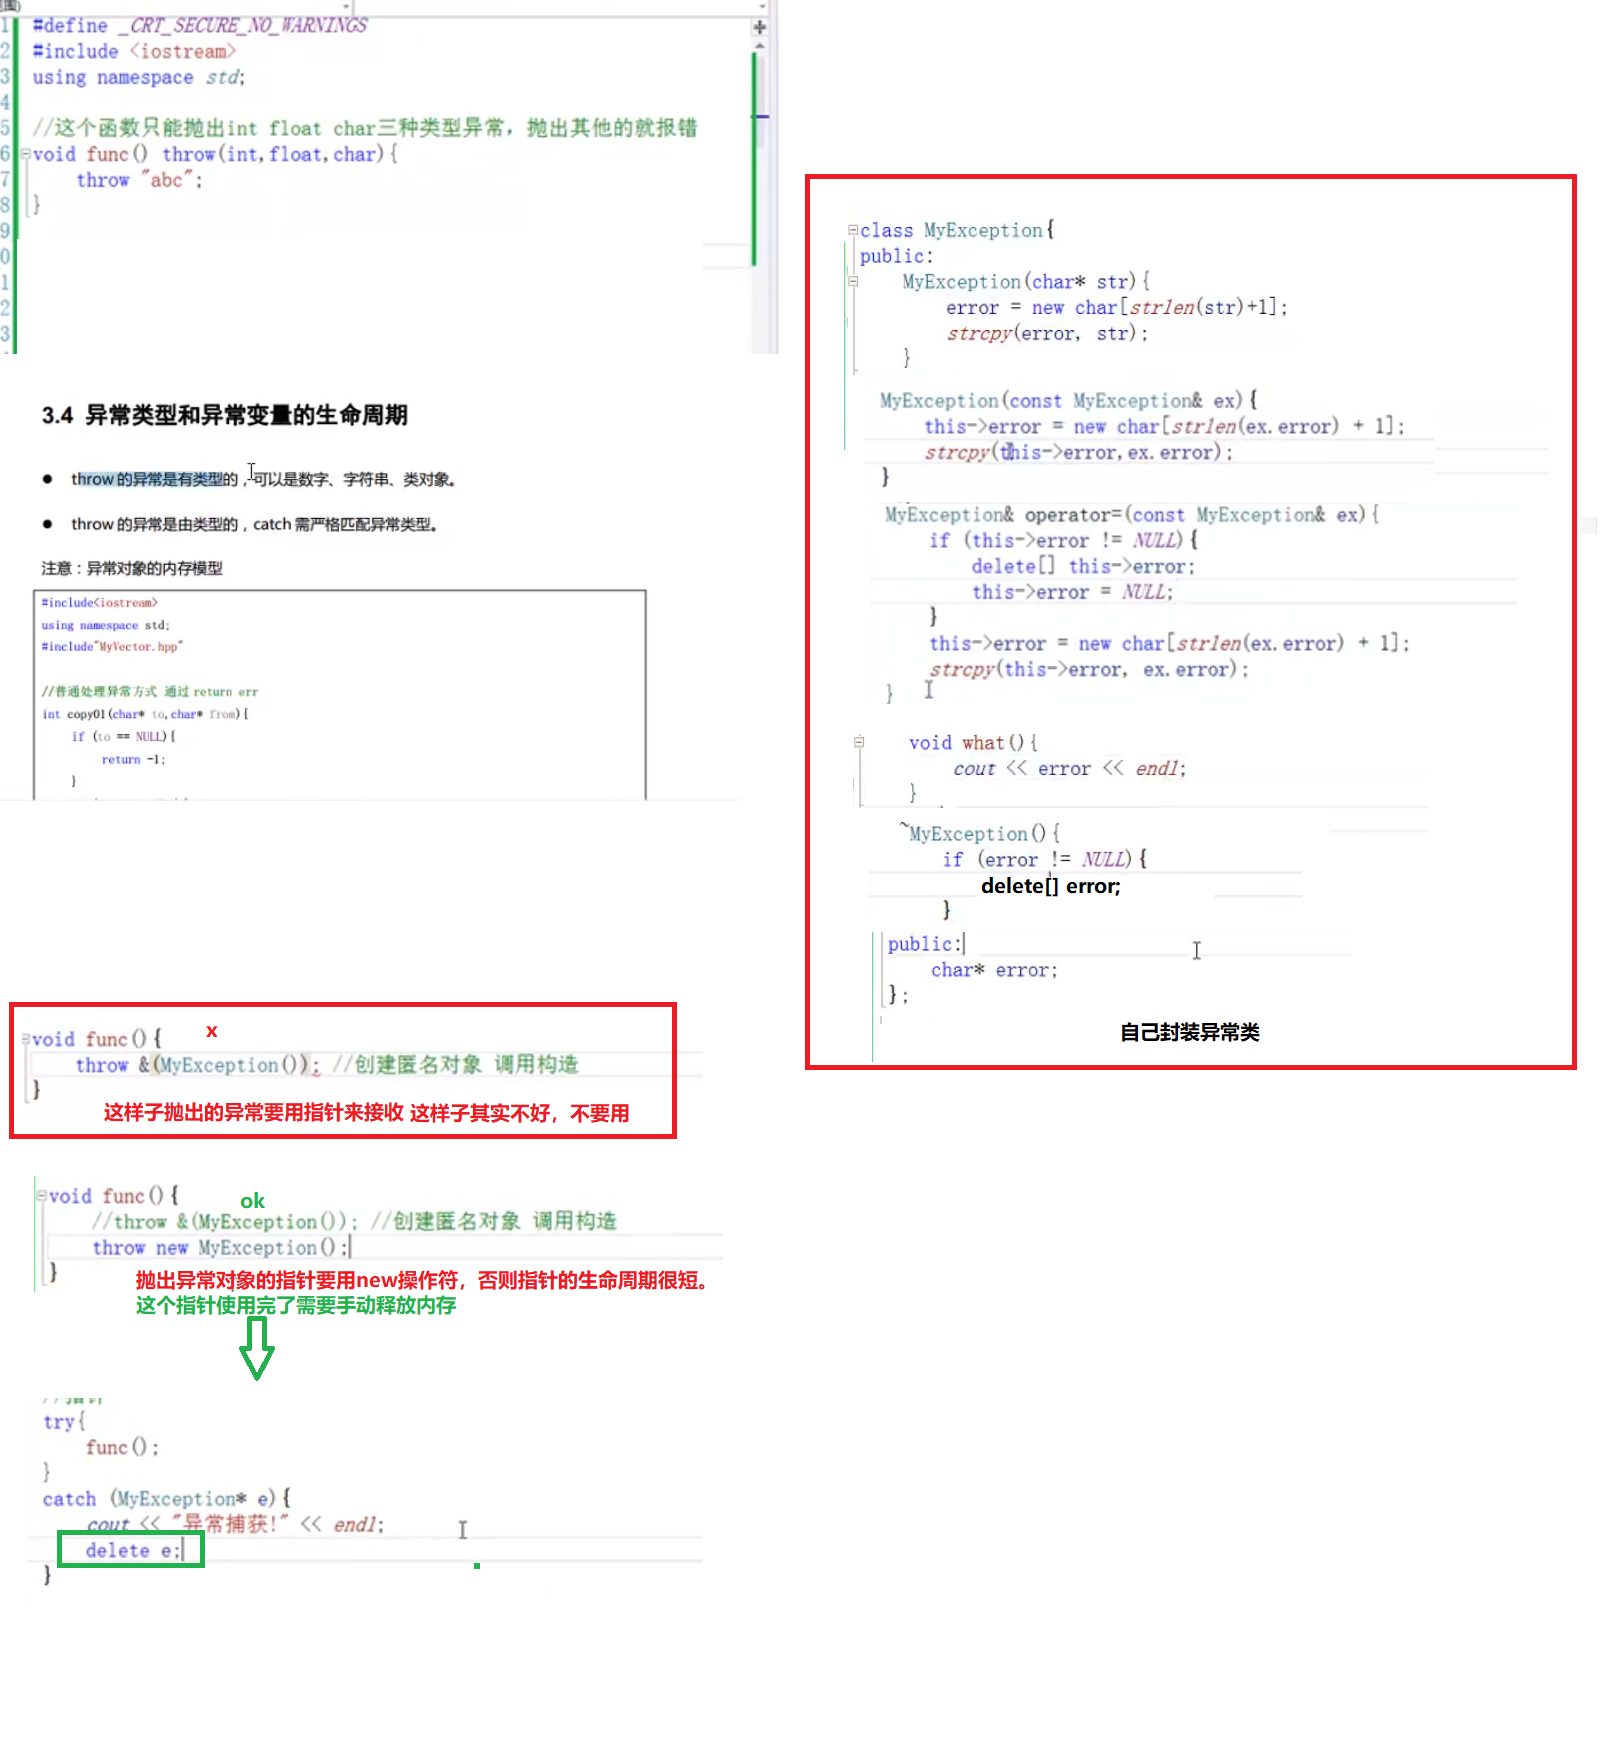 围)
1 #define _CRT_SECURE_NO_WARNINGS
2 #include <iostream>
3 using namespace std;
4
5 //这个函数只能抛出int float char三种类型异常，抛出其他的就报错
6 void func() throw(int,float,char){
7 throw "abc";
8 }
9
0
1
2
3
3.4 异常类型和异常变量的生命周期
● throw 的异常是有类型的，可以是数字、字符串、类对象。
● throw 的异常是由类型的，catch 需严格匹配异常类型。
注意：异常对象的内存模型
#include<iostream>
using namespace std;
#include"MyVector.hpp"
//普通处理异常方式 通过 return err
int copy01(char* to,char* from){
if (to == NULL){
return -1;
}
void func(){
x
throw &(MyException()); //创建匿名对象 调用构造
}
这样子抛出的异常要用指针来接收 这样子其实不好，不要用
void func(){
ok
//throw &(MyException()); //创建匿名对象 调用构造
throw new MyException();
}
抛出异常对象的指针要用new操作符，否则指针的生命周期很短。
这个指针使用完了需要手动释放内存
//指针
try{
func();
}
catch (MyException* e){
cout << "异常捕获!" << endl;
delete e;
}
class MyException{
public:
MyException(char* str){
error = new char[strlen(str)+1];
strcpy(error, str);
}
MyException(const MyException& ex){
this->error = new char[strlen(ex.error) + 1];
strcpy(this->error,ex.error);
}
MyException& operator=(const MyException& ex){
if (this->error != NULL){
delete[] this->error;
this->error = NULL;
}
this->error = new char[strlen(ex.error) + 1];
strcpy(this->error, ex.error);
}
void what(){
cout << error << endl;
}
~MyException(){
if (error != NULL){
delete[] error;
}
public:
char* error;
};
自己封装异常类